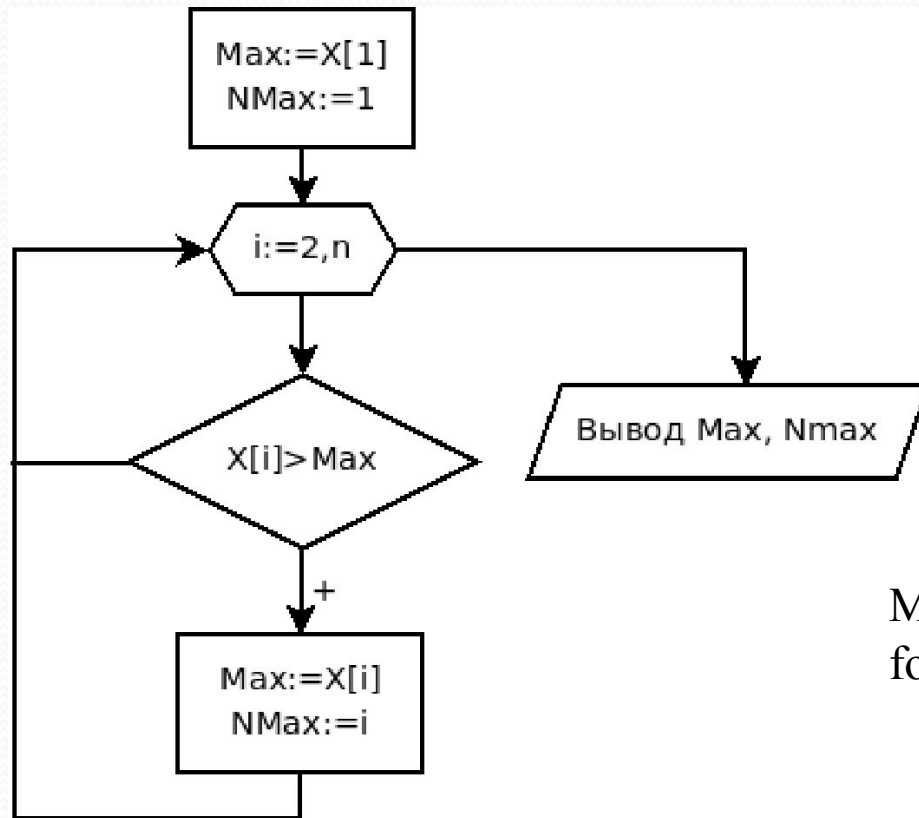 Max:=X[1]
NMax:=1
i:=2,n
X[i]>Max
Вывод Max, Nmax
+
Max:=X[i]
NMax:=i